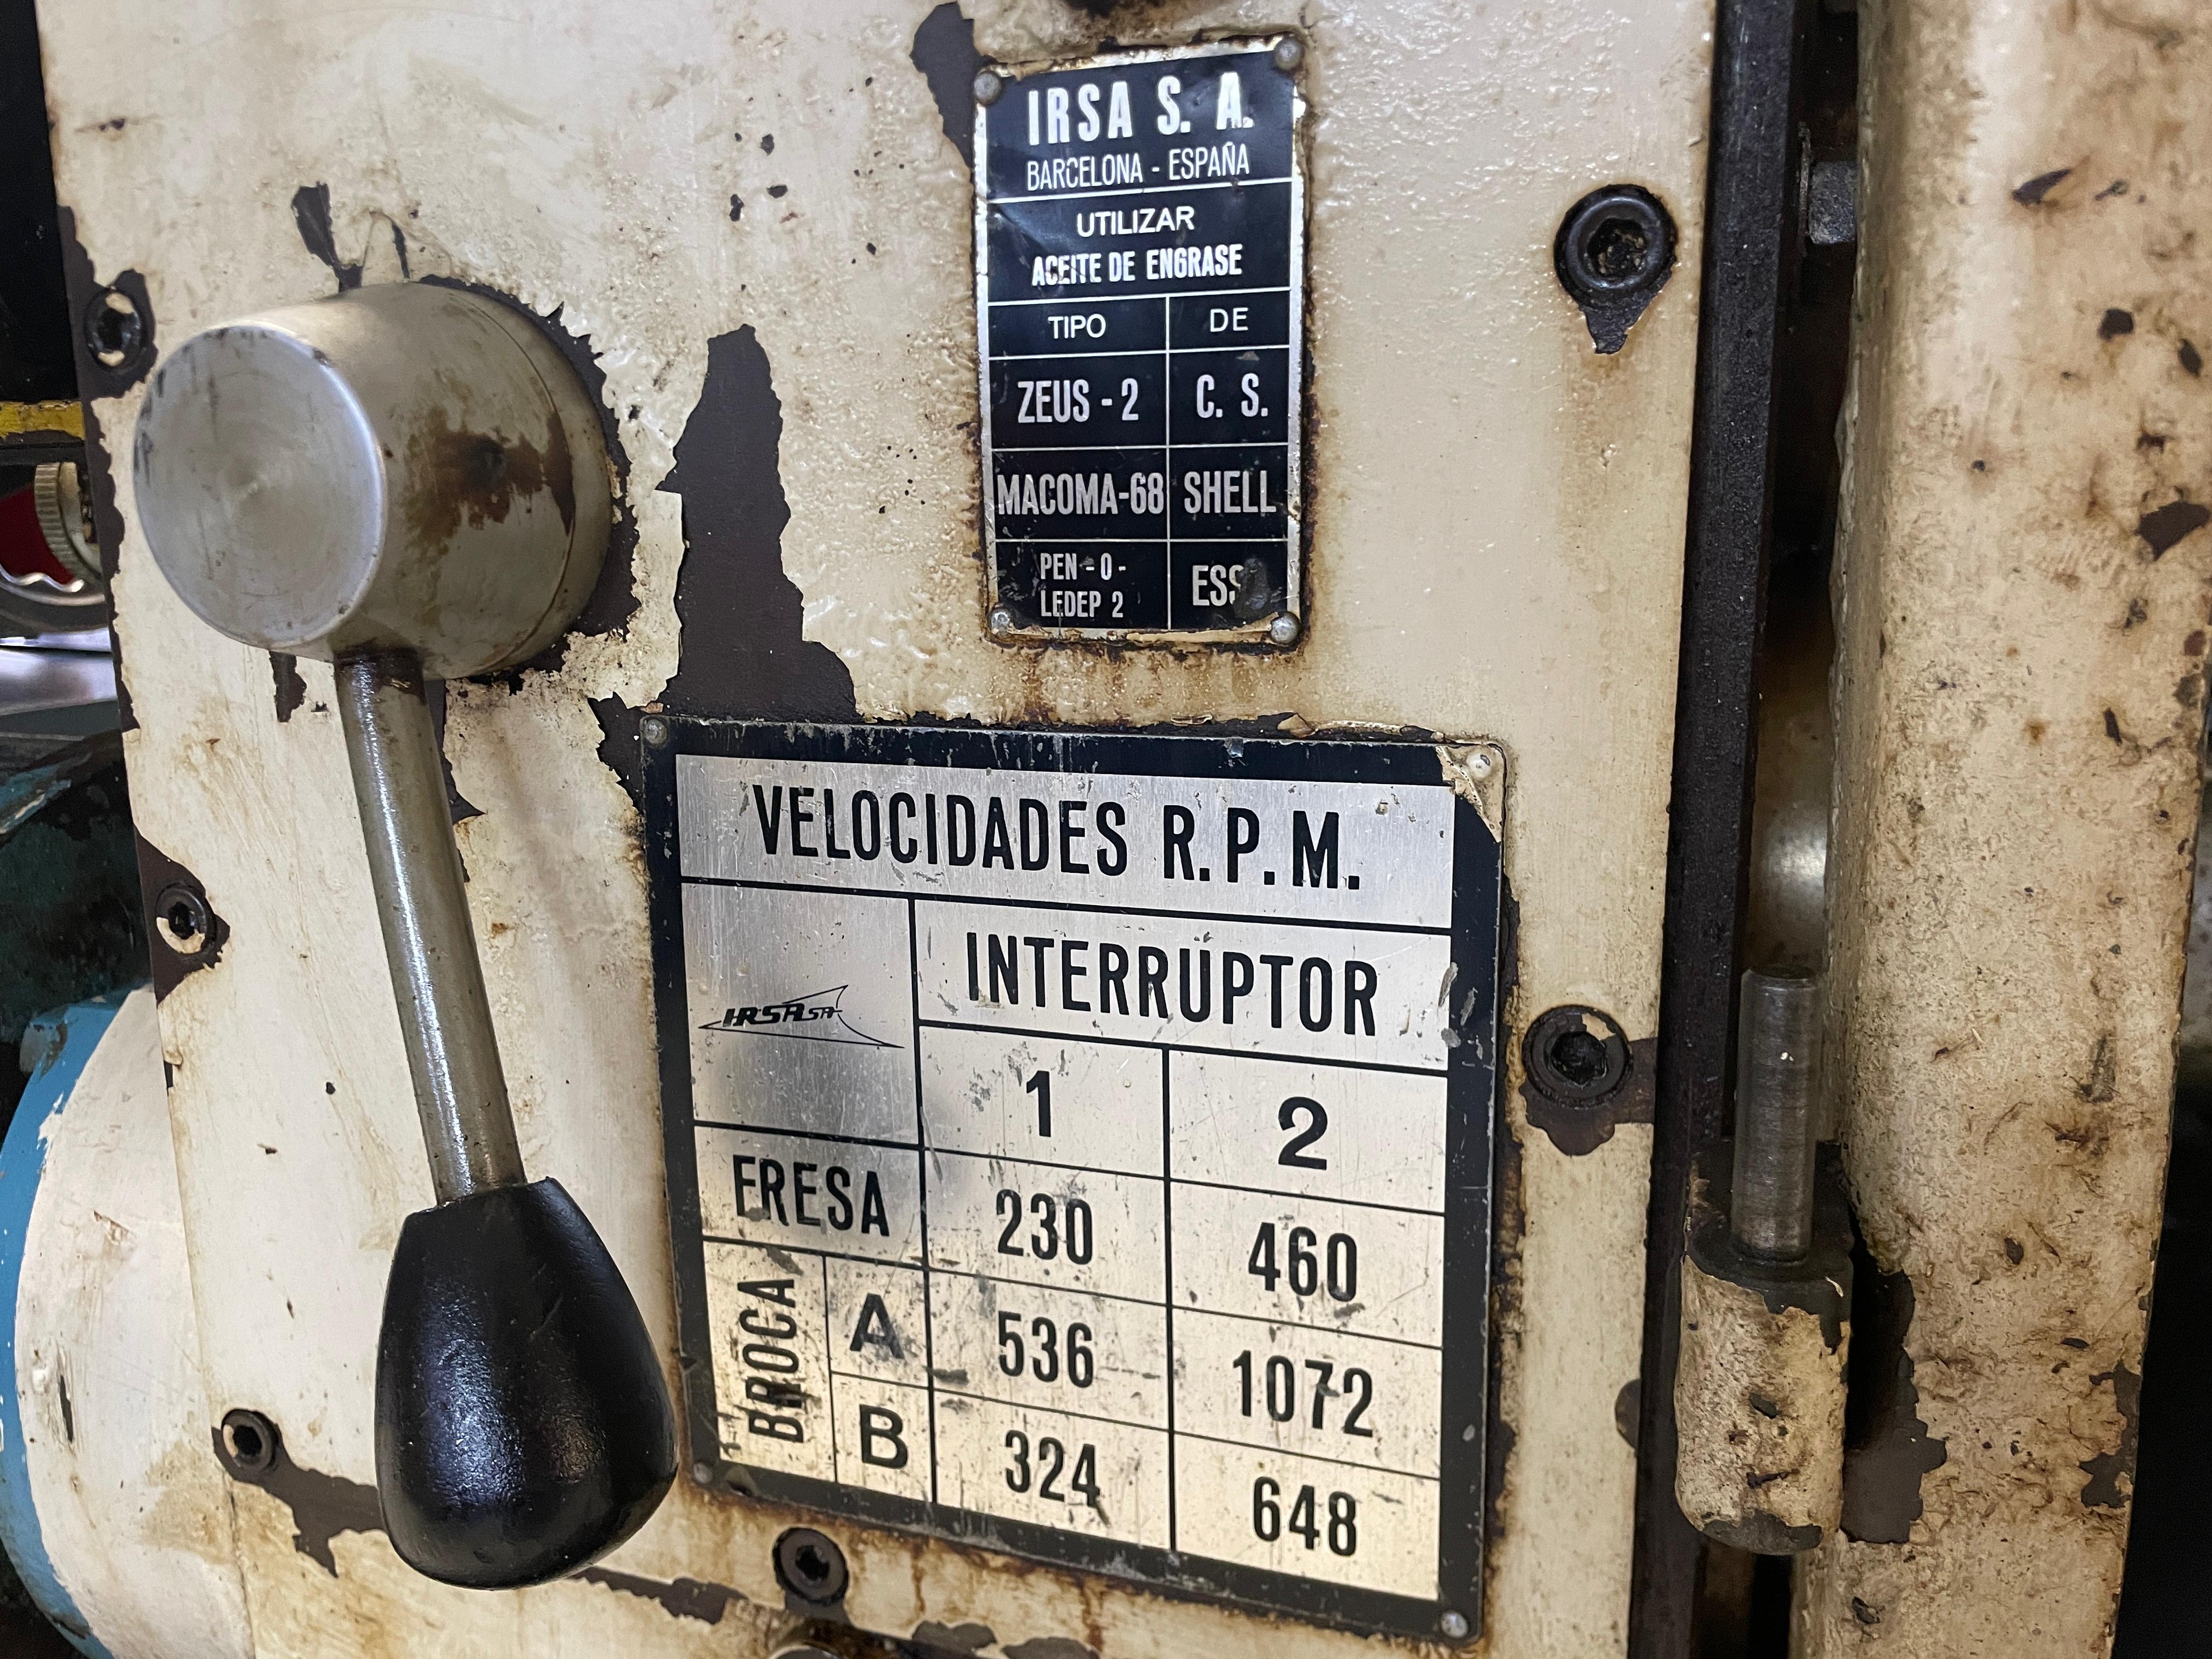 IRSA S. A.
BARCELONA - ESPAÑA
UTILIZAR
ACEITE DE ENGRASE
TIPO DE
ZEUS - 2 C. S.
MACOMA-68 SHELL
PEN - O -
LEDEP 2
ESS
VELOCIDADES R.P.M.
IRSA SA
INTERRUPTOR
1 2
FRESA 230 460
BROCA
A 536 1072
B 324 648